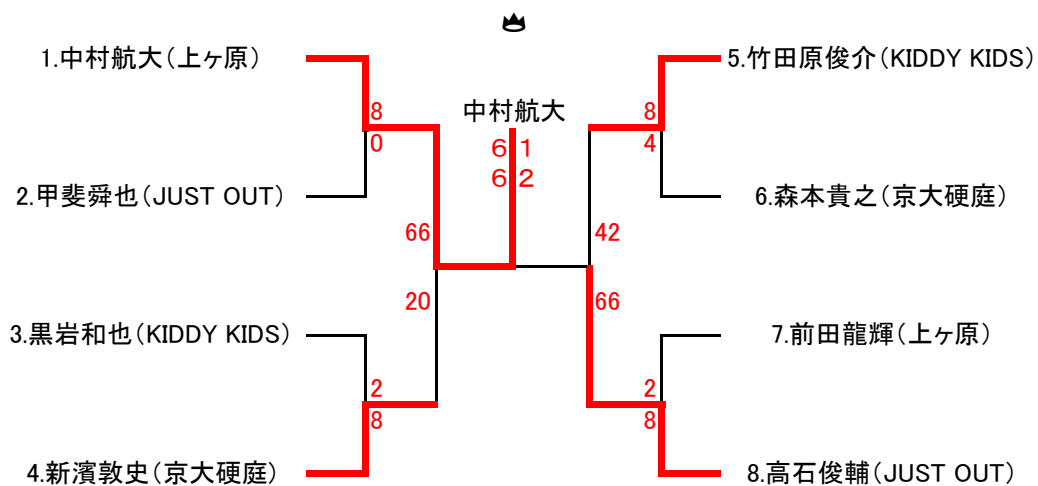 1.中村航大(上ヶ原)
5.竹田原俊介(KIDDY KIDS)
中村航大
8
8
0
4
6 1
6 2
2.甲斐舜也(JUST OUT)
6.森本貴之(京大硬庭)
66
42
20
66
3.黒岩和也(KIDDY KIDS)
7.前田龍輝(上ヶ原)
2
2
8
8
4.新濱敦史(京大硬庭)
8.高石俊輔(JUST OUT)